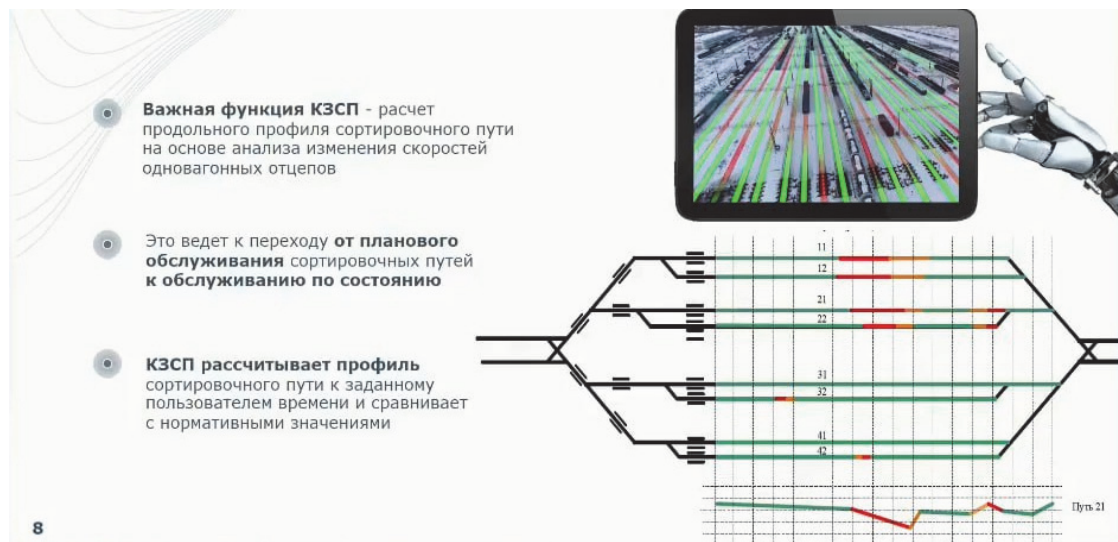 Важная функция КЗСП - расчет
продольного профиля сортировочного пути
на основе анализа изменения скоростей
одновагонных отцепов
Это ведет к переходу от планового
обслуживания сортировочных путей
к обслуживанию по состоянию
КЗСП рассчитывает профиль
сортировочного пути к заданному
пользователем времени и сравнивает
с нормативными значениями
11
12
21
22
31
32
41
42
Путь 21
8